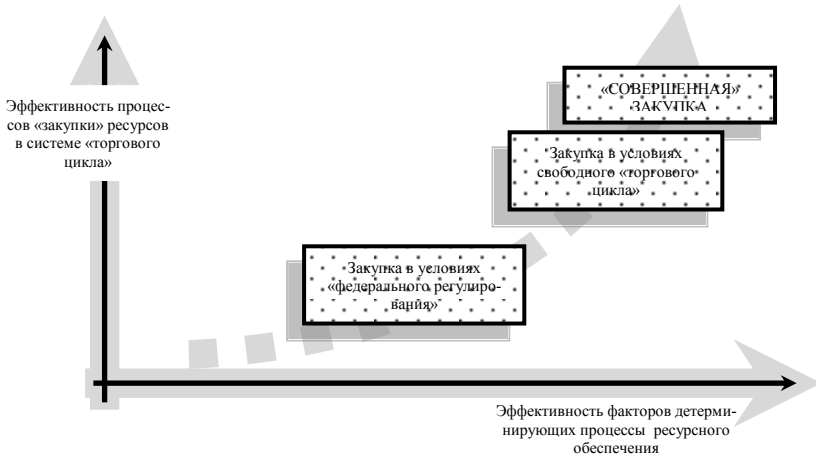 Эффективность процес-
сов «закупки» ресурсов
в системе «торгового
цикла»
«СОВЕРШЕННАЯ»
ЗАКУПКА
Закупка в условиях
свободного «торгового
цикла»
Закупка в условиях
«федерального регулиро-
вания»
Эффективность факторов детерми-
нирующих процессы ресурсного
обеспечения